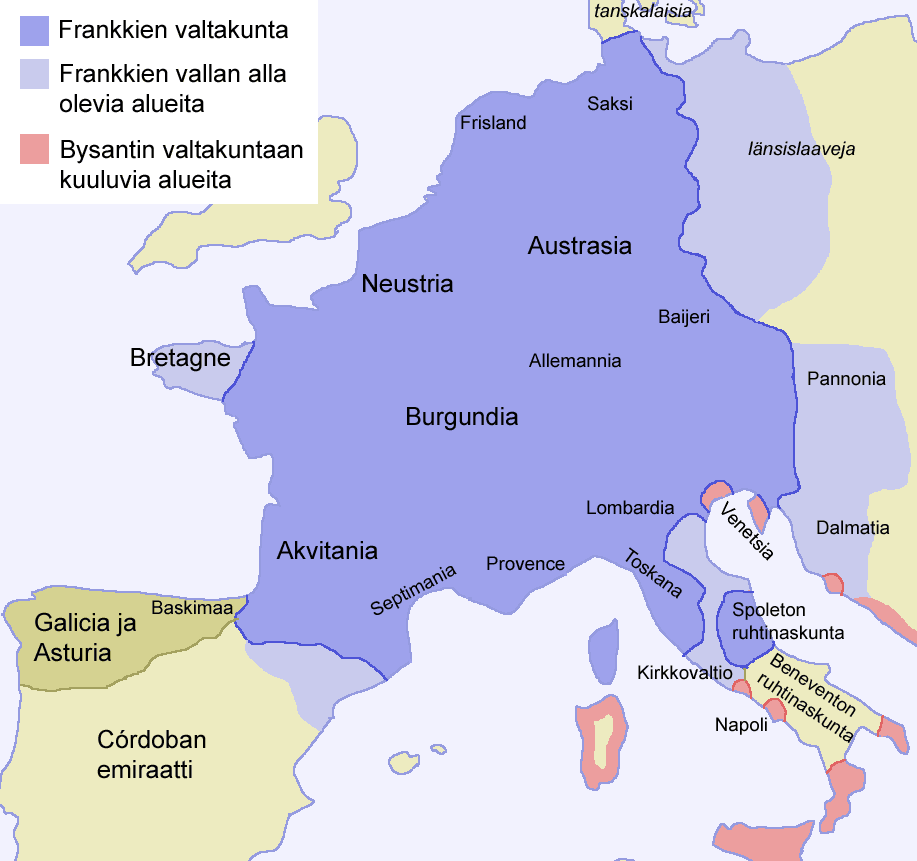 Frankkien valtakunta
Frankkien vallan alla
olevia alueita
Bysantin valtakuntaan
kuuluvia alueita
tanskalaisia
Saksi
Frisland
länsislaaveja
Austrasia
Neustria
Baijeri
Bretagne
Allemannia
Pannonia
Burgundia
Lombardia
Venetsia
Dalmatia
Akvitania
Provence
Toskana
Septimania
Baskimaa
Galicia ja
Asturia
Spoleton
ruhtinaskunta
Kirkkovaltio
Beneventon
ruhtinaskunta
Napoli
Córdoban
emiraatti